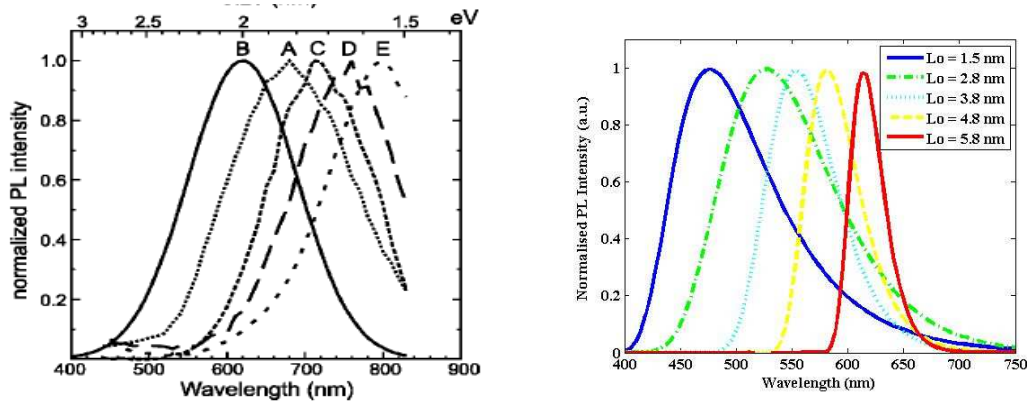 3 2.5 2 1.5 eV
B A C D E
1.0
0.8
0.6
0.4
0.2
normalized PL intensity
400 500 600 700 800 900
Wavelength (nm)
Lo = 1.5 nm
Lo = 2.8 nm
Lo = 3.8 nm
Lo = 4.8 nm
Lo = 5.8 nm
1
0.8
0.6
0.4
0.2
0
Normalised PL Intensity (a.u.)
400 450 500 550 600 650 700 750
Wavelength (nm)